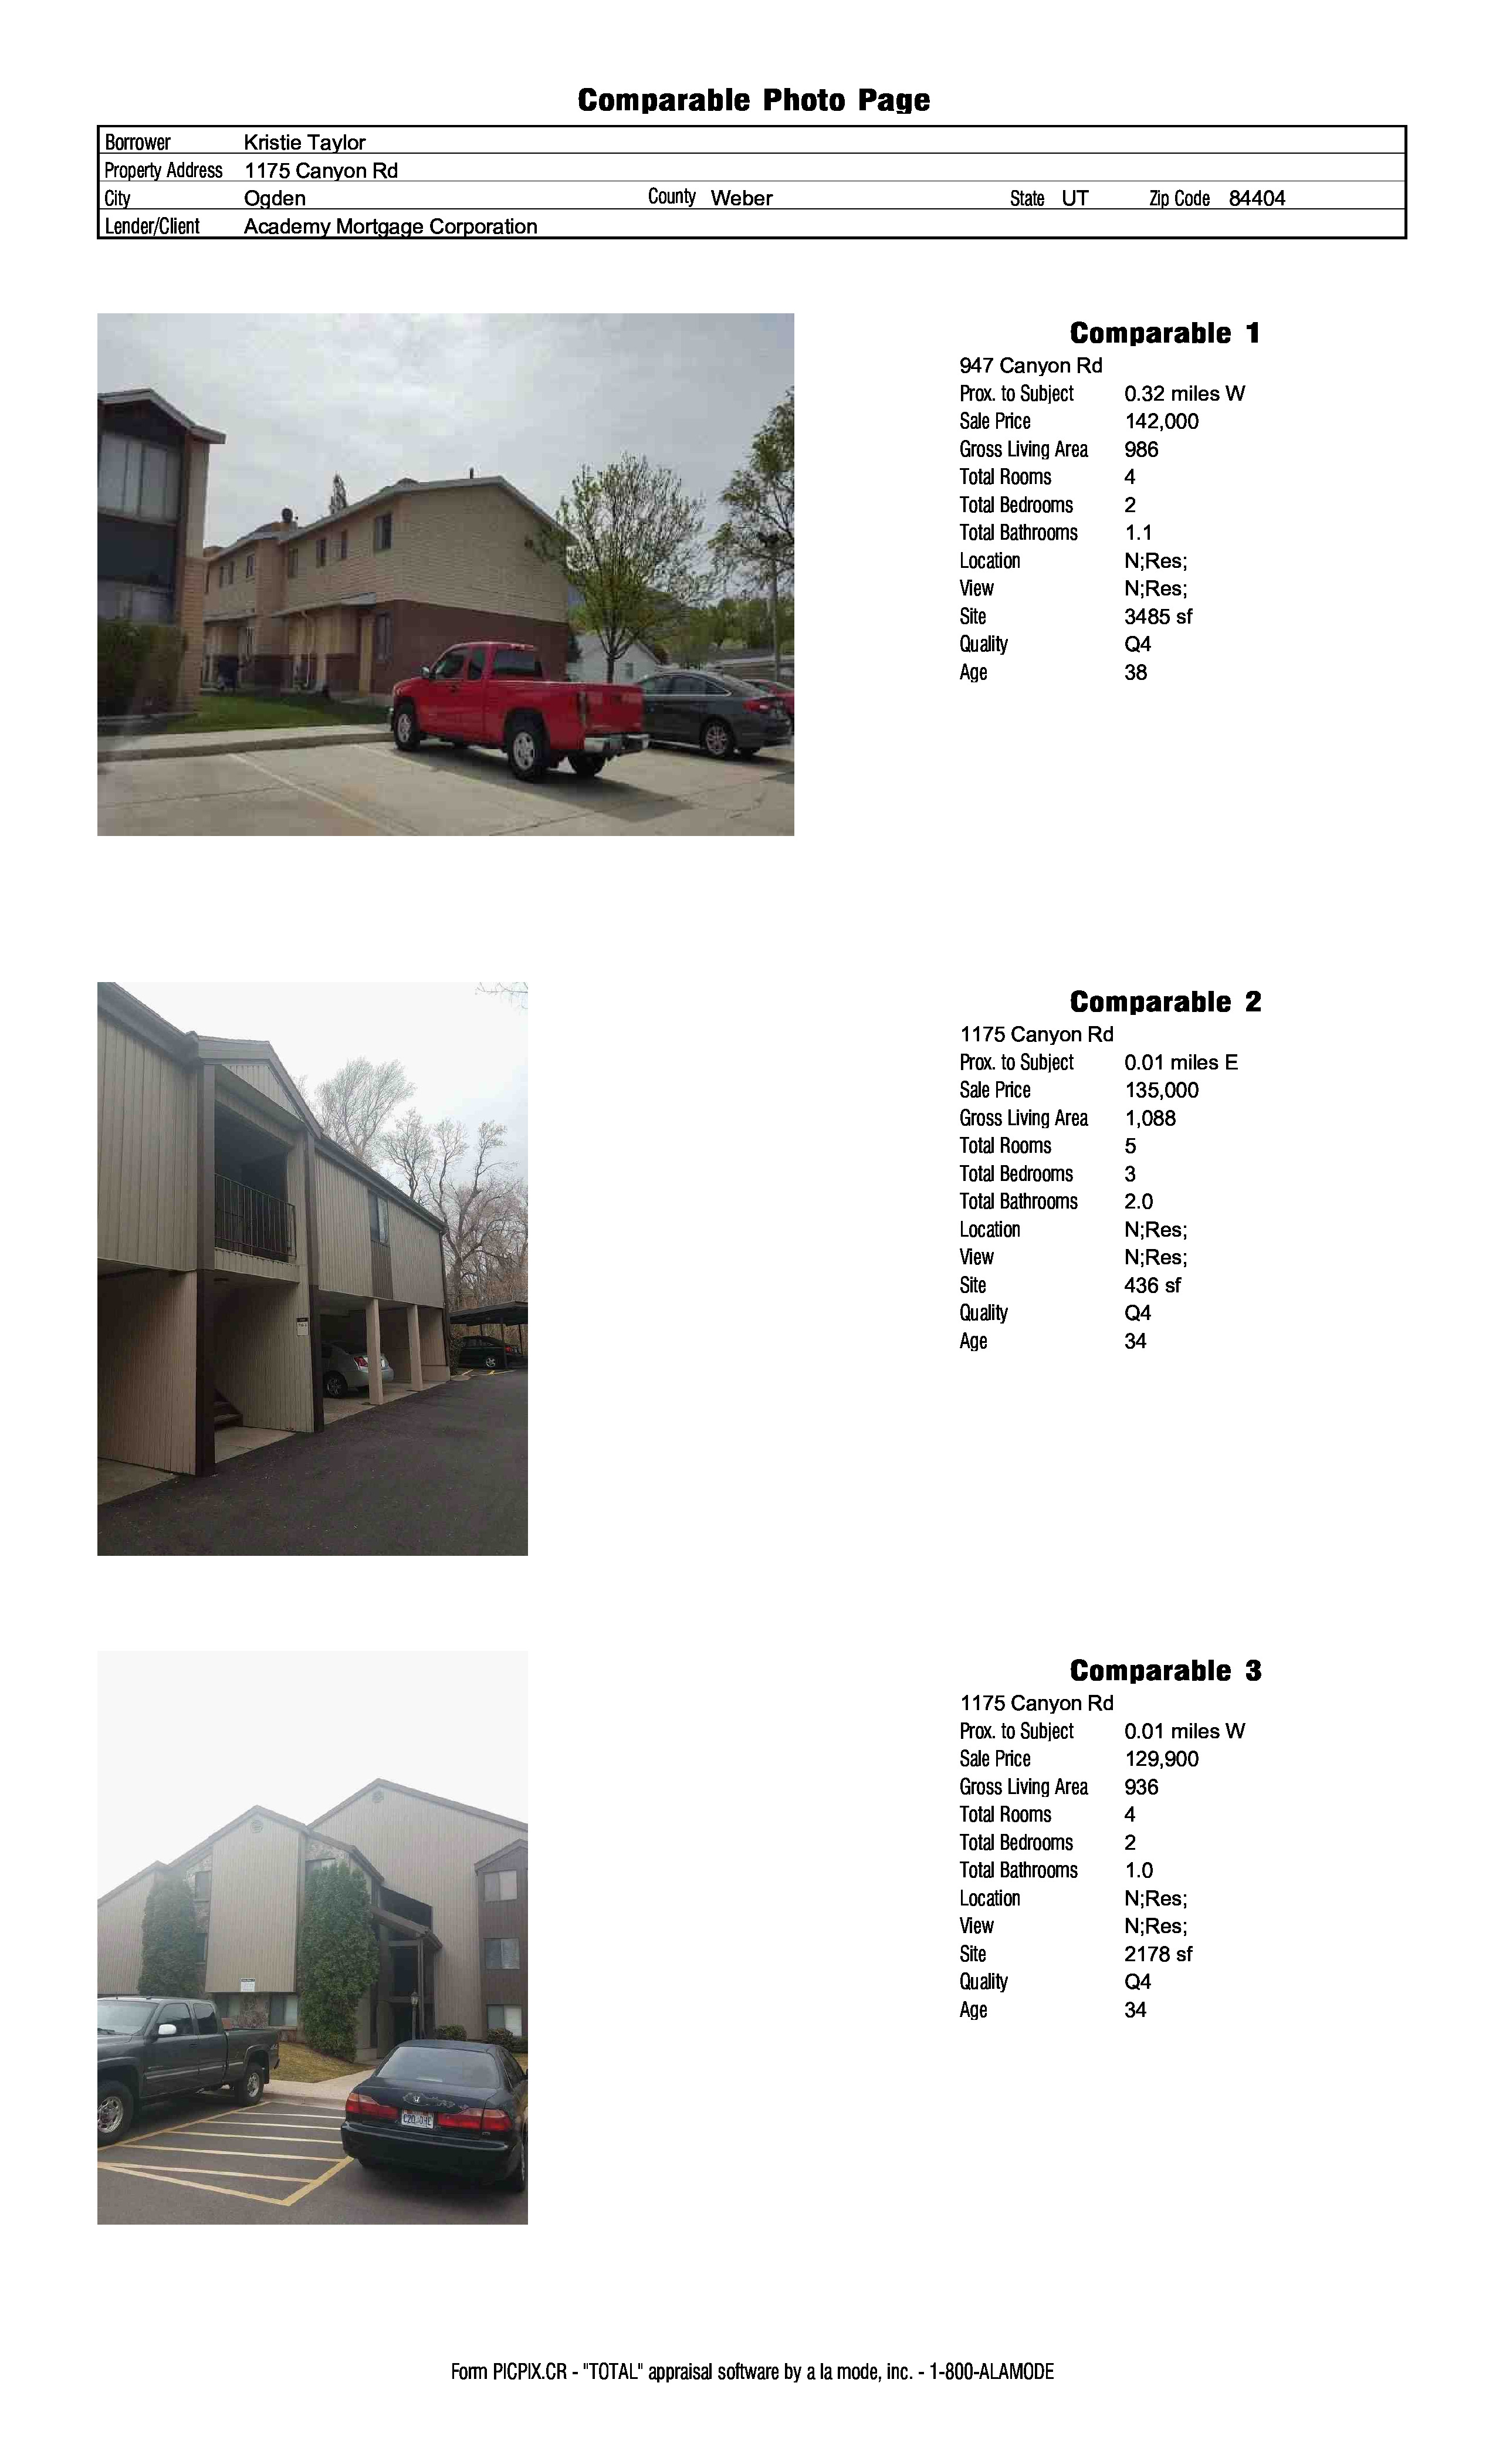 Comparable Photo Page
Borrower Kristie Taylor
Property Address 1175 Canyon Rd
City Ogden County Weber State UT Zip Code 84404
Lender/Client Academy Mortgage Corporation
Comparable 1
947 Canyon Rd
Prox. to Subject 0.32 miles W
Sale Price 142,000
Gross Living Area 986
Total Rooms 4
Total Bedrooms 2
Total Bathrooms 1.1
Location N;Res;
View N;Res;
Site 3485 sf
Quality Q4
Age 38
Comparable 2
1175 Canyon Rd
Prox. to Subject 0.01 miles E
Sale Price 135,000
Gross Living Area 1,088
Total Rooms 5
Total Bedrooms 3
Total Bathrooms 2.0
Location N;Res;
View N;Res;
Site 436 sf
Quality Q4
Age 34
Comparable 3
1175 Canyon Rd
Prox. to Subject 0.01 miles W
Sale Price 129,900
Gross Living Area 936
Total Rooms 4
Total Bedrooms 2
Total Bathrooms 1.0
Location N;Res;
View N;Res;
Site 2178 sf
Quality Q4
Age 34
Form PICPIX.CR - "TOTAL" appraisal software by a la mode, inc. - 1-800-ALAMODE